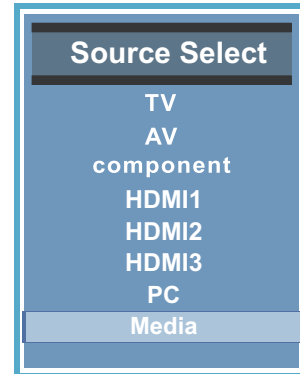 Source Select
TV
AV
component
HDMI1
HDMI2
HDMI3
PC
Media